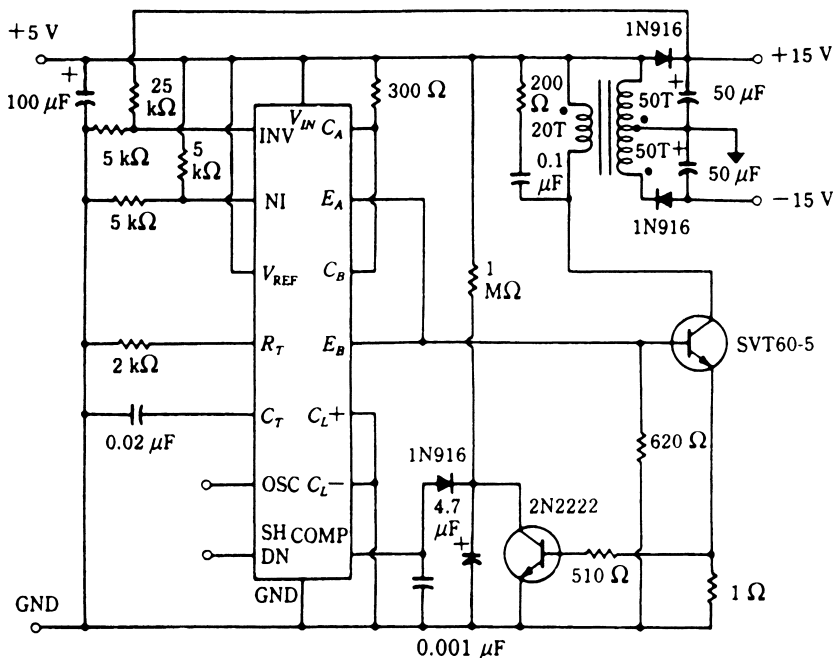 +5 V
1N916
+15 V
+
100 μF
25
kΩ
300 Ω
200
Ω
20T
50T
+
50 μF
5 kΩ
INV
V_IN
C_A
5
kΩ
50T
+
50 μF
0.1
μF
5 kΩ
NI
E_A
1N916
−15 V
V_REF
C_B
1
MΩ
2 kΩ
R_T
E_B
SVT60-5
0.02 μF
C_T
C_L+
620 Ω
1N916
OSC
C_L−
4.7
μF
+
2N2222
SH
DN
COMP
510 Ω
1 Ω
GND
GND
0.001 μF